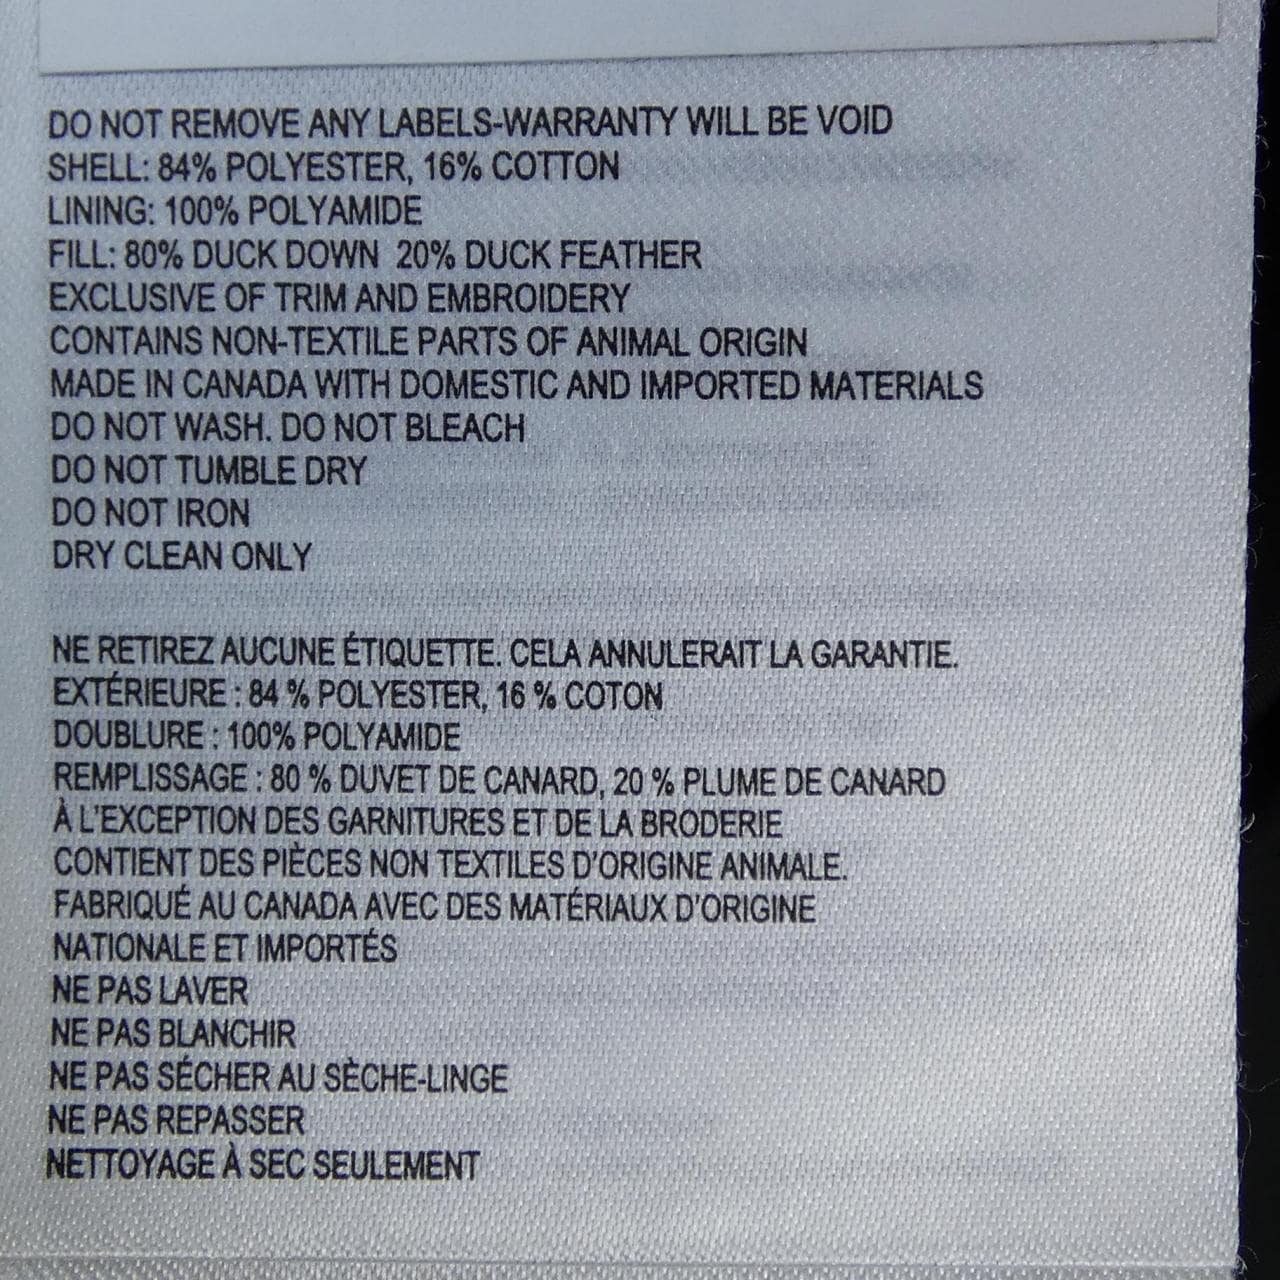 DO NOT REMOVE ANY LABELS-WARRANTY WILL BE VOID
SHELL: 84% POLYESTER, 16% COTTON
LINING: 100% POLYAMIDE
FILL: 80% DUCK DOWN  20% DUCK FEATHER
EXCLUSIVE OF TRIM AND EMBROIDERY
CONTAINS NON-TEXTILE PARTS OF ANIMAL ORIGIN
MADE IN CANADA WITH DOMESTIC AND IMPORTED MATERIALS
DO NOT WASH. DO NOT BLEACH
DO NOT TUMBLE DRY
DO NOT IRON
DRY CLEAN ONLY
NE RETIREZ AUCUNE ÉTIQUETTE. CELA ANNULERAIT LA GARANTIE.
EXTÉRIEURE : 84 % POLYESTER, 16 % COTON
DOUBLURE : 100% POLYAMIDE
REMPLISSAGE : 80 % DUVET DE CANARD, 20 % PLUME DE CANARD
À L'EXCEPTION DES GARNITURES ET DE LA BRODERIE
CONTIENT DES PIÈCES NON TEXTILES D'ORIGINE ANIMALE.
FABRIQUÉ AU CANADA AVEC DES MATÉRIAUX D'ORIGINE
NATIONALE ET IMPORTÉS
NE PAS LAVER
NE PAS BLANCHIR
NE PAS SÉCHER AU SÈCHE-LINGE
NE PAS REPASSER
NETTOYAGE À SEC SEULEMENT